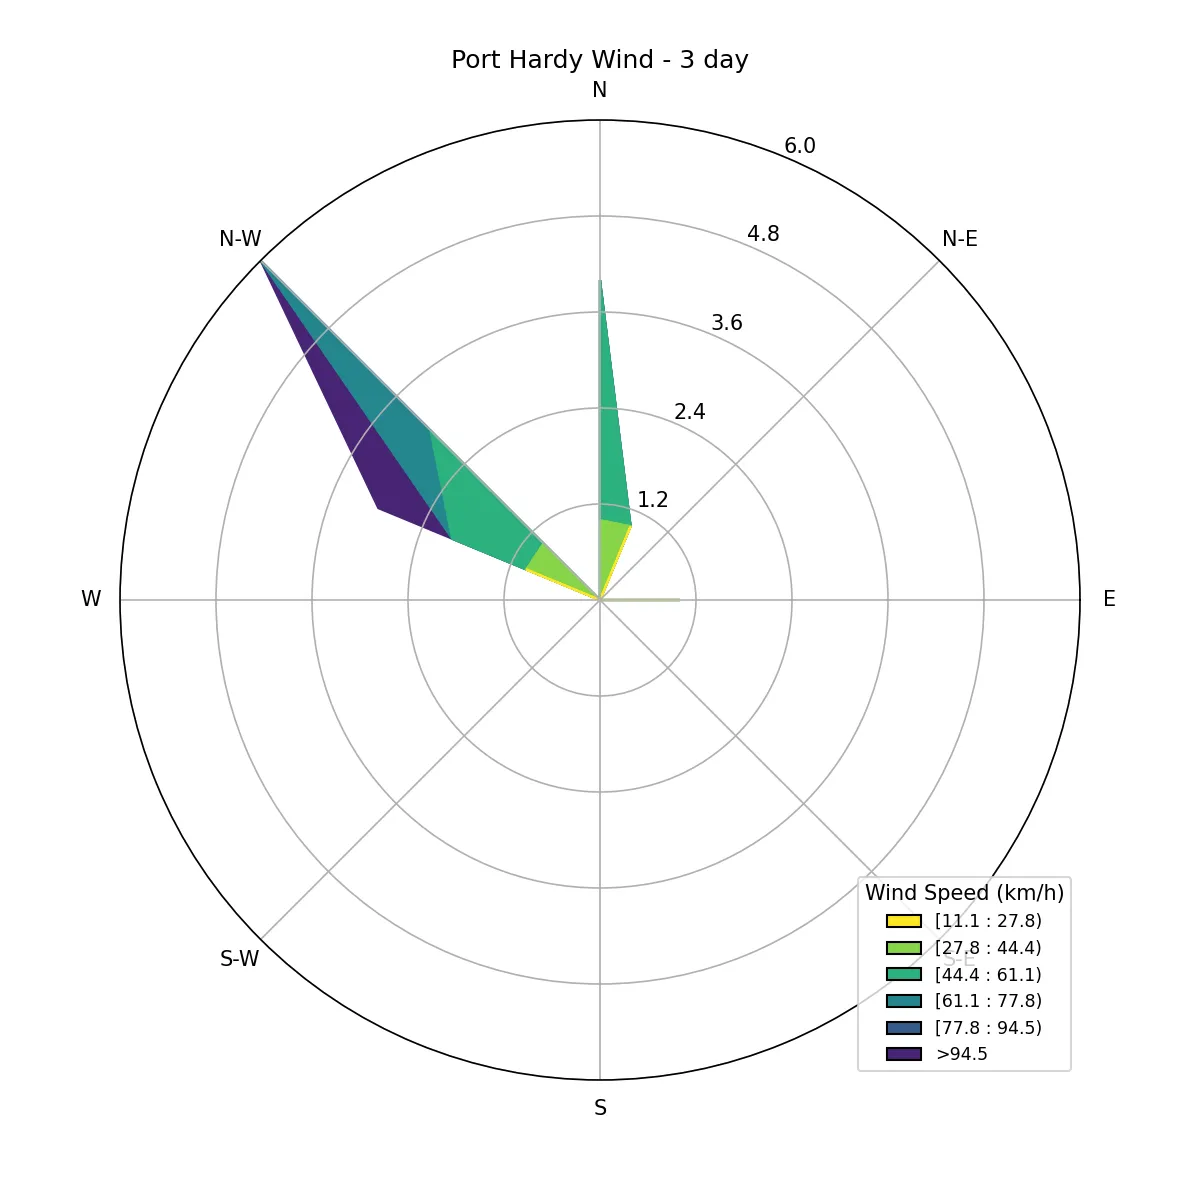 Port Hardy Wind - 3 day
N
6.0
4.8
N-W
N-E
3.6
2.4
1.2
W
E
Wind Speed (km/h)
[11.1 : 27.8)
[27.8 : 44.4)
S-W
S-E
[44.4 : 61.1)
[61.1 : 77.8)
[77.8 : 94.5)
>94.5
S